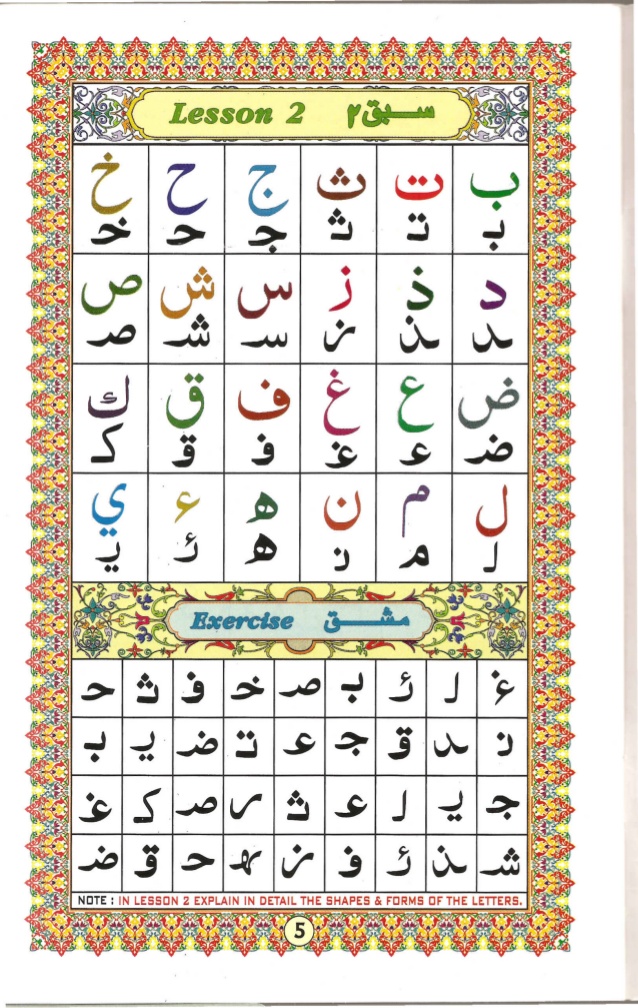 Lesson 2 سبق ۲
ب ت ث ج ح خ
بـ تـ ثـ جـ حـ خـ
د ذ ز س ش ص
ـد ـذ ـز سـ شـ صـ
ض ع غ ف ق ك
ضـ عـ غـ فـ قـ كـ
ل م ن ه ء ي
لـ مـ نـ هـ ئـ يـ
Exercise مشق
غـ لـ ئـ بـ صـ خـ فـ ثـ حـ
نـ ـد قـ جـ عـ تـ ضـ يـ بـ
جـ يـ لـ عـ ثـ ـر صـ كـ غـ
شـ ـذ ئـ فـ ـز ـهـ حـ قـ ضـ
NOTE : IN LESSON 2 EXPLAIN IN DETAIL THE SHAPES & FORMS OF THE LETTERS.
5